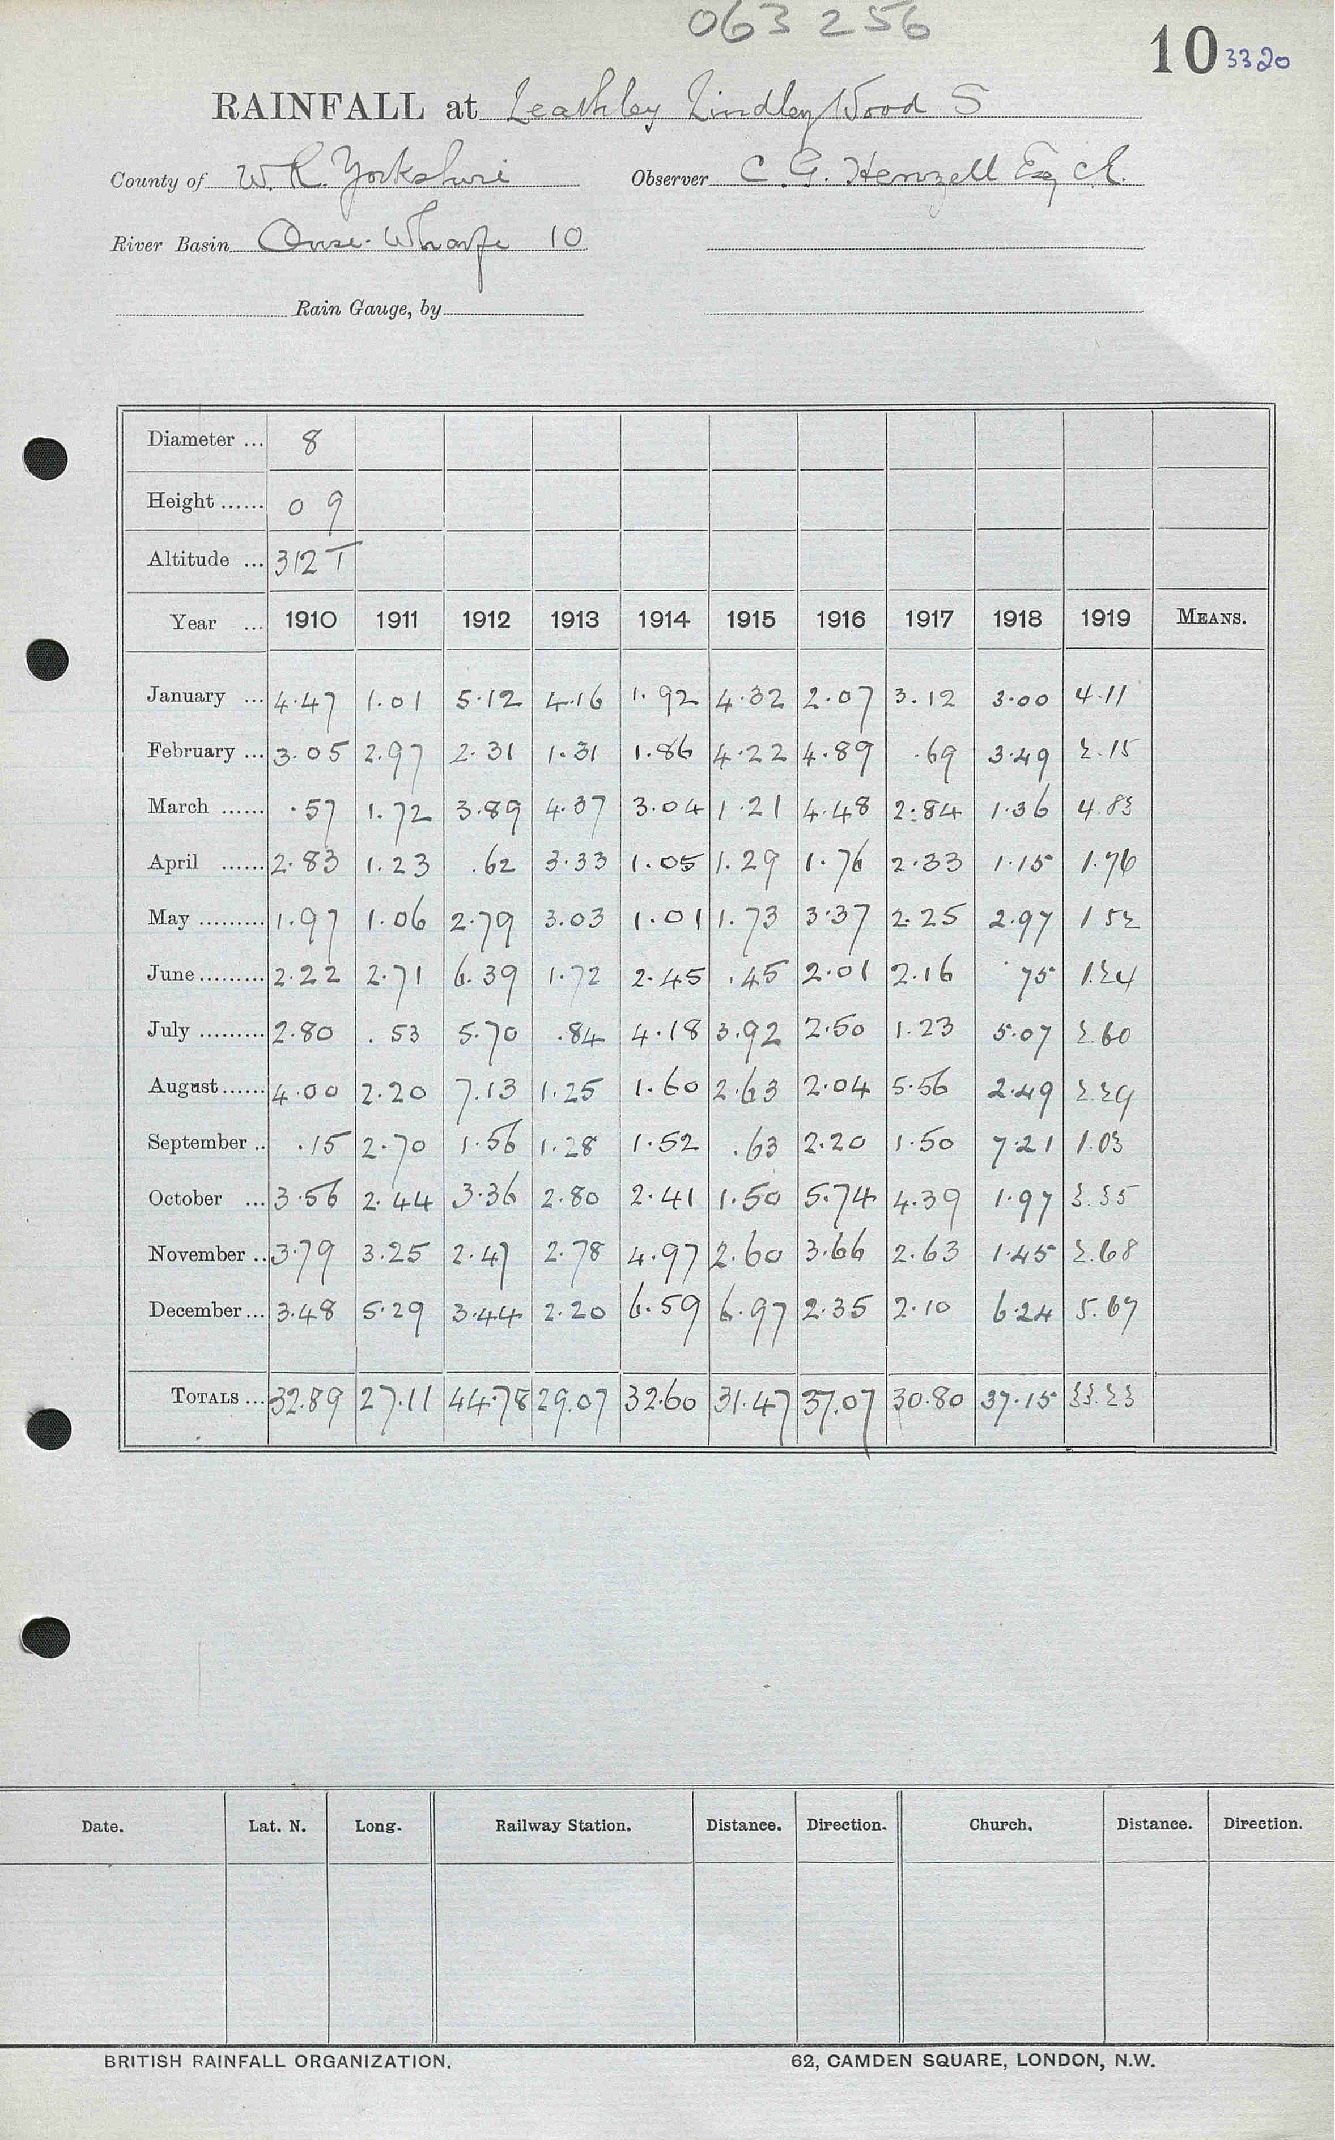 063256
10 3320
RAINFALL at Leathley Lindley Wood S
County of W. R. Yorkshire Observer C. G. Henzell Esq C.E.
River Basin Ouse-Wharfe 10
Rain Gauge, by
Diameter ... 8
Height ...... 0 9
Altitude ... 312 T
Year ... 1910 1911 1912 1913 1914 1915 1916 1917 1918 1919 MEANS.
January ... 4.47 1.01 5.12 4.16 1.92 4.32 2.07 3.12 3.00 4.11
February ... 3.05 2.97 2.31 1.31 1.86 4.22 4.89 .69 3.49 2.15
March ...... .57 1.72 3.89 4.37 3.04 1.21 4.48 2.84 1.36 4.83
April ...... 2.83 1.23 .62 3.33 1.05 1.29 1.76 2.33 1.15 1.76
May ......... 1.97 1.06 2.79 3.03 1.01 1.73 3.37 2.25 2.97 1.52
June ......... 2.22 2.71 6.39 1.72 2.45 .45 2.01 2.16 .75 1.24
July ......... 2.80 .53 5.70 .84 4.18 3.92 2.50 1.23 5.07 2.60
August ...... 4.00 2.20 7.13 1.25 1.60 2.63 2.04 5.56 2.49 2.29
September .. .15 2.70 1.56 1.28 1.52 .63 2.20 1.50 7.21 1.03
October ... 3.56 2.44 3.36 2.80 2.41 1.50 5.74 4.39 1.97 3.35
November .. 3.79 3.25 2.47 2.78 4.97 2.60 3.66 2.63 1.45 2.68
December ... 3.48 5.29 3.44 2.20 6.59 6.97 2.35 2.10 6.24 5.67
TOTALS ... 32.89 27.11 44.78 29.07 32.60 31.47 37.07 30.80 37.15 33.23
Date. Lat. N. Long. Railway Station. Distance. Direction. Church. Distance. Direction.
BRITISH RAINFALL ORGANIZATION. 62, CAMDEN SQUARE, LONDON, N.W.